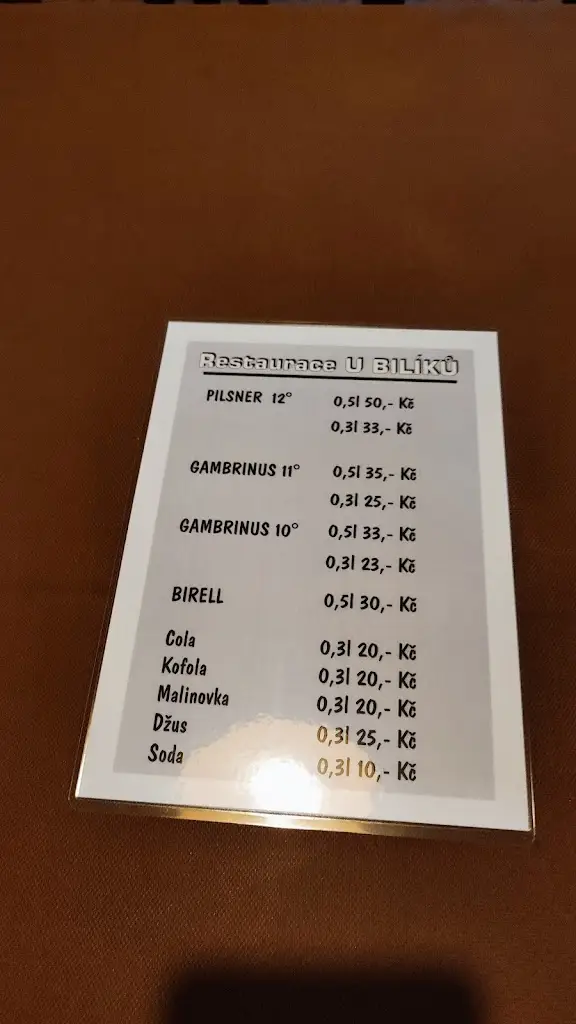 Restaurace U BILÍKŮ
PILSNER 12° 0,5l 50,- Kč
0,3l 33,- Kč
GAMBRINUS 11° 0,5l 35,- Kč
0,3l 25,- Kč
GAMBRINUS 10° 0,5l 33,- Kč
0,3l 23,- Kč
BIRELL 0,5l 30,- Kč
Cola 0,3l 20,- Kč
Kofola 0,3l 20,- Kč
Malinovka 0,3l 20,- Kč
Džus 0,3l 25,- Kč
Soda 0,3l 10,- Kč